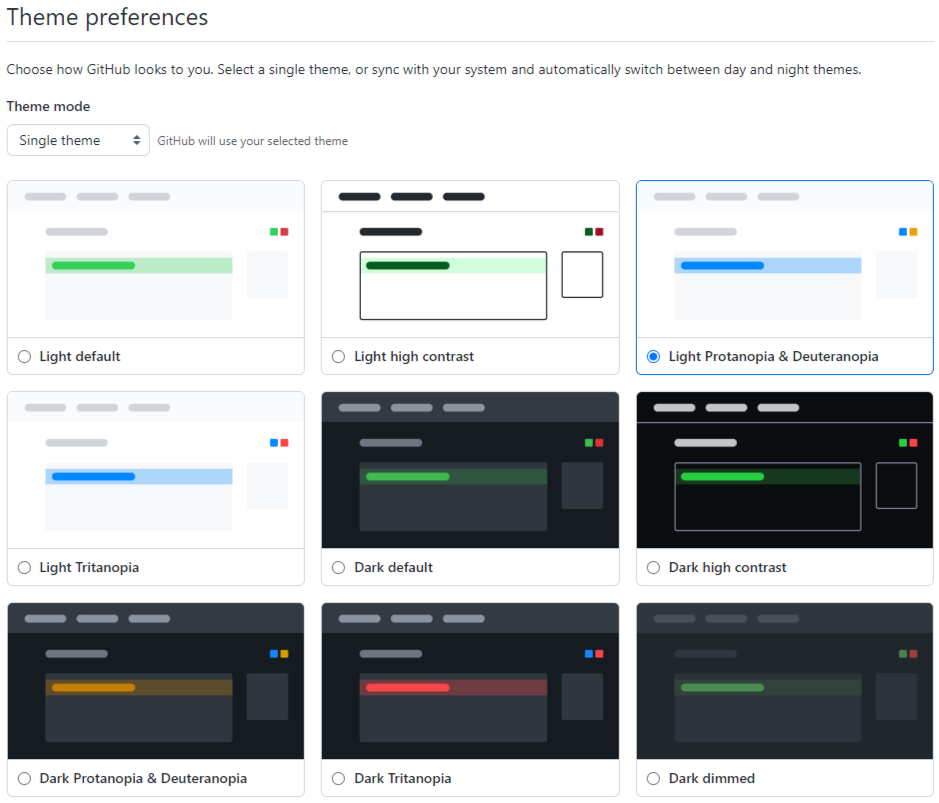 Theme preferences
Choose how GitHub looks to you. Select a single theme, or sync with your system and automatically switch between day and night themes.
Theme mode
Single theme
GitHub will use your selected theme
Light default
Light high contrast
Light Protanopia & Deuteranopia
Light Tritanopia
Dark default
Dark high contrast
Dark Protanopia & Deuteranopia
Dark Tritanopia
Dark dimmed